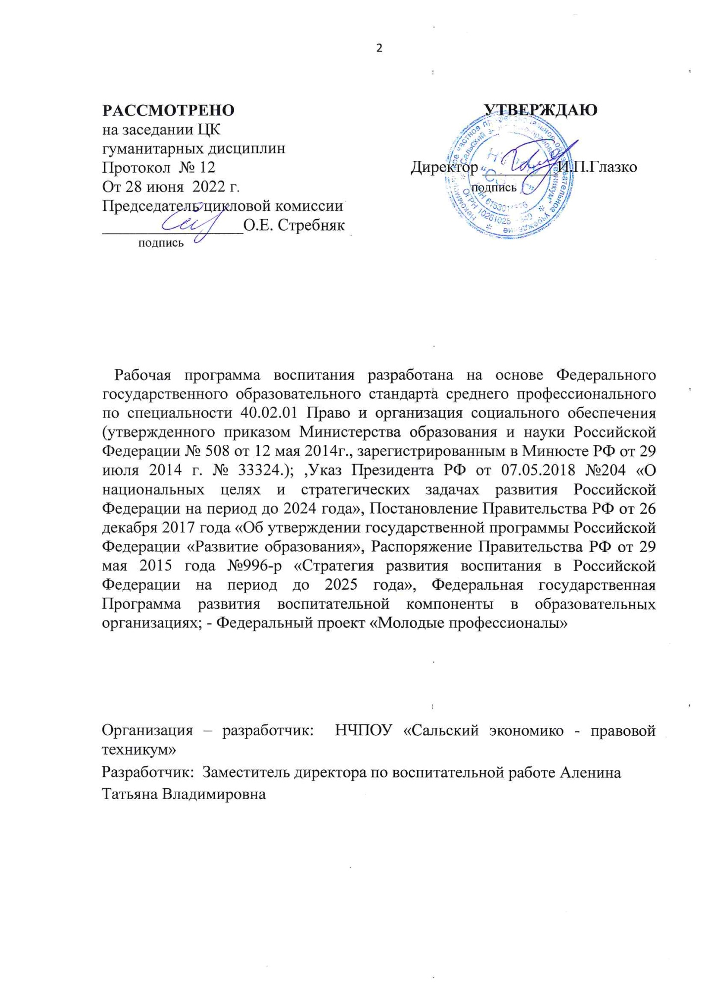 2
РАССМОТРЕНО
на заседании ЦК
гуманитарных дисциплин
Протокол № 12
От 28 июня 2022 г.
Председатель цикловой комиссии
________________О.Е. Стребняк
подпись
УТВЕРЖДАЮ
Директор _________И.П.Глазко
подпись
Некоммерческое частное профессиональное образовательное учреждение
Рабочая программа воспитания разработана на основе Федерального
государственного образовательного стандарта среднего профессионального
по специальности 40.02.01 Право и организация социального обеспечения
(утвержденного приказом Министерства образования и науки Российской
Федерации № 508 от 12 мая 2014г., зарегистрированным в Минюсте РФ от 29
июля 2014 г. № 33324.); ,Указ Президента РФ от 07.05.2018 №204 «О
национальных целях и стратегических задачах развития Российской
Федерации на период до 2024 года», Постановление Правительства РФ от 26
декабря 2017 года «Об утверждении государственной программы Российской
Федерации «Развитие образования», Распоряжение Правительства РФ от 29
мая 2015 года №996-р «Стратегия развития воспитания в Российской
Федерации на период до 2025 года», Федеральная государственная
Программа развития воспитательной компоненты в образовательных
организациях; - Федеральный проект «Молодые профессионалы»
Организация – разработчик: НЧПОУ «Сальский экономико - правовой
техникум»
Разработчик: Заместитель директора по воспитательной работе Аленина
Татьяна Владимировна